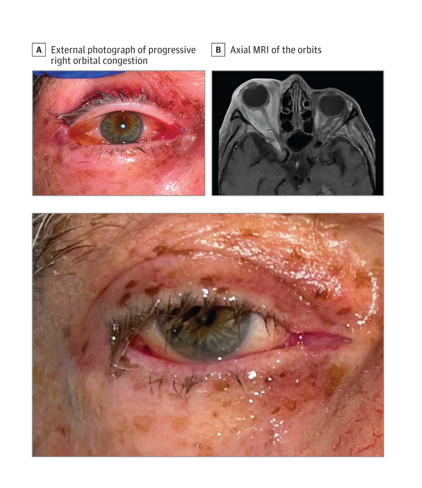 A External photograph of progressive
right orbital congestion
B Axial MRI of the orbits